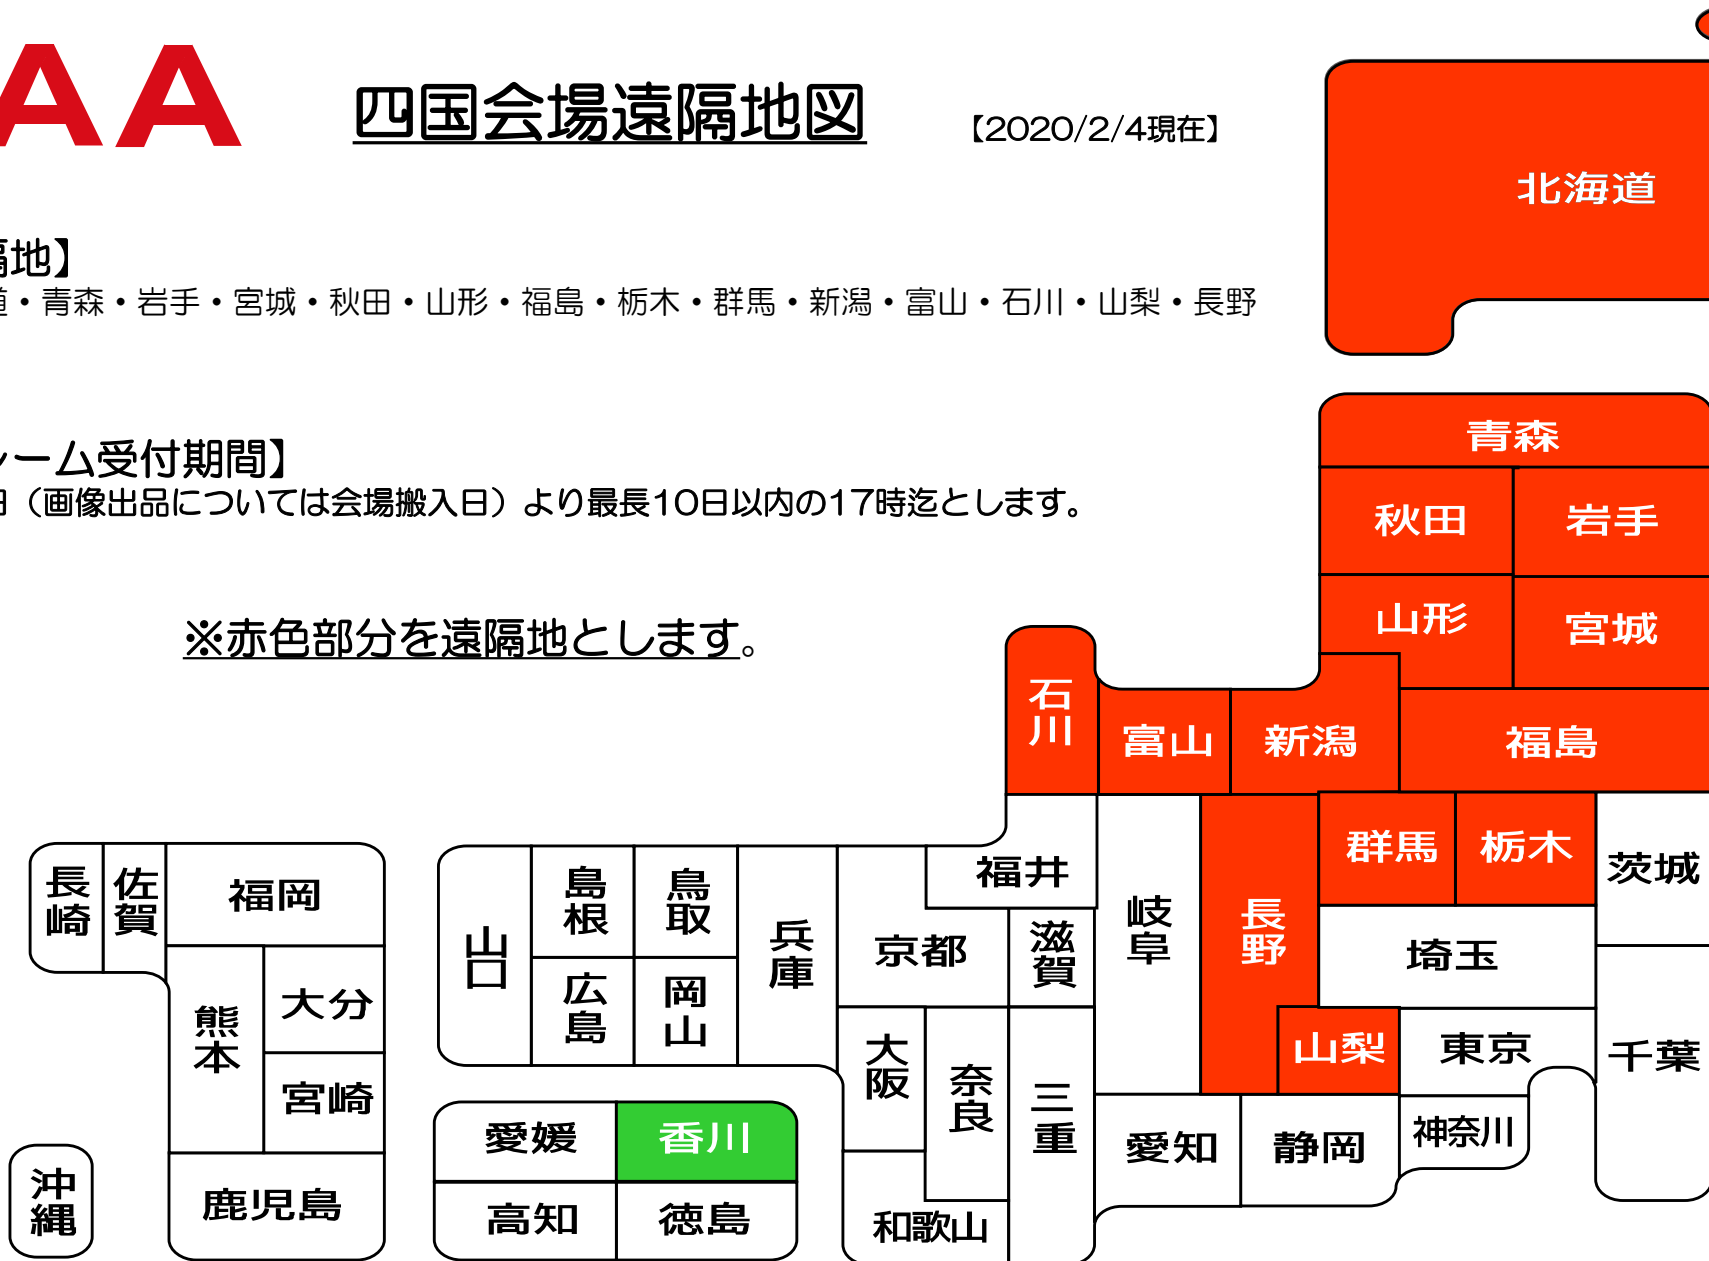 AA
四国会場遠隔地図
【2020/2/4現在】
北海道
隔地】
道・青森・岩手・宮城・秋田・山形・福島・栃木・群馬・新潟・富山・石川・山梨・長野
レーム受付期間】
日（画像出品については会場搬入日）より最長10日以内の17時迄とします。
※赤色部分を遠隔地とします。
青森
秋田
岩手
山形
宮城
石川
富山
新潟
福島
群馬
栃木
茨城
長崎
佐賀
福岡
島根
鳥取
福井
山口
兵庫
京都
滋賀
岐阜
長野
埼玉
広島
岡山
熊本
大分
大阪
奈良
三重
山梨
東京
千葉
宮崎
愛媛
香川
愛知
静岡
神奈川
沖縄
鹿児島
高知
徳島
和歌山